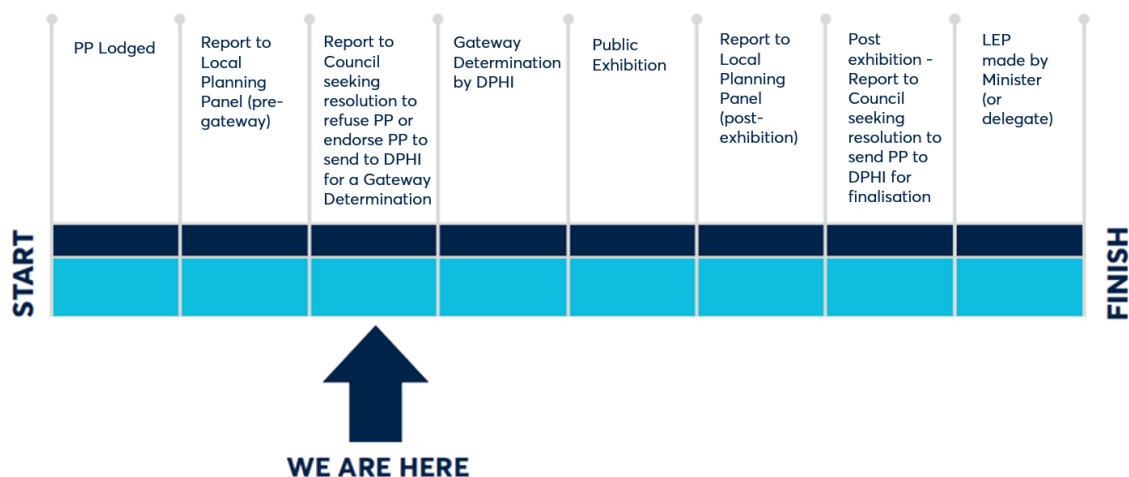 PP Lodged
Report to
Local
Planning
Panel (pre-
gateway)
Report to
Council
seeking
resolution to
refuse PP or
endorse PP to
send to DPHI
for a Gateway
Determination
Gateway
Determination
by DPHI
Public
Exhibition
Report to
Local
Planning
Panel
(post-
exhibition)
Post
exhibition -
Report to
Council
seeking
resolution to
send PP to
DPHI for
finalisation
LEP
made by
Minister
(or
delegate)
START
FINISH
WE ARE HERE